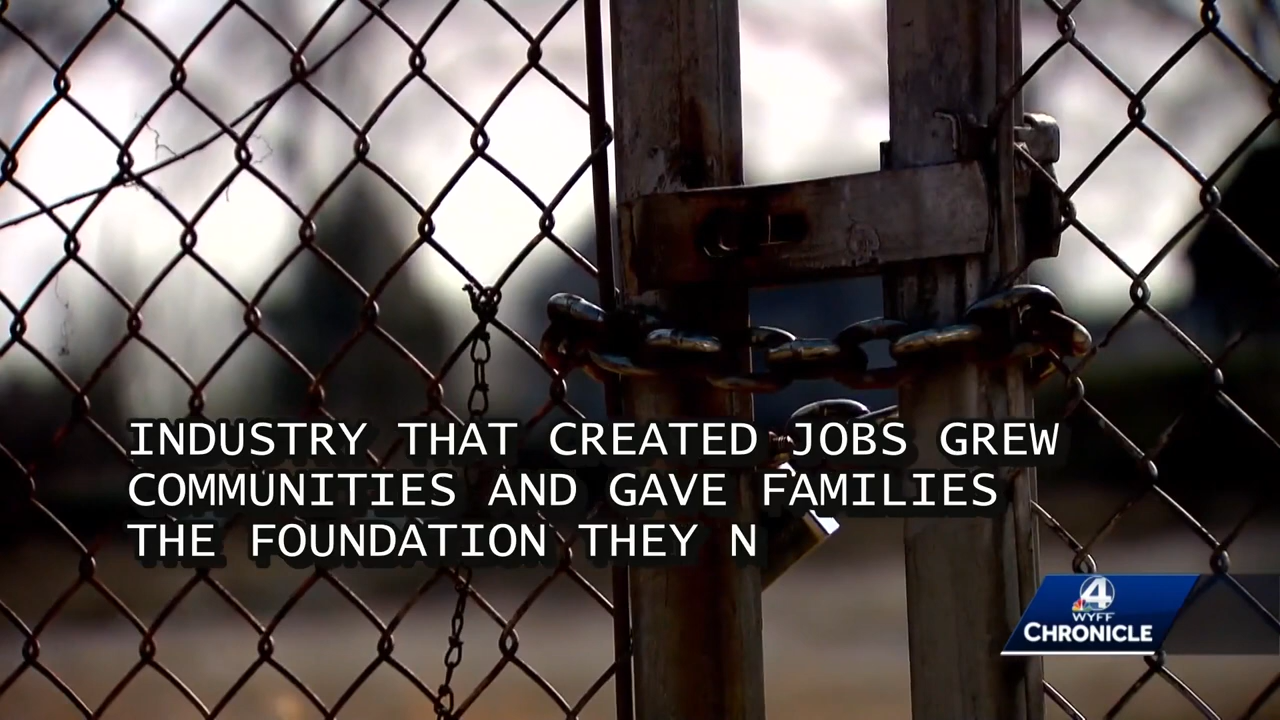 INDUSTRY THAT CREATED JOBS GREW
COMMUNITIES AND GAVE FAMILIES
THE FOUNDATION THEY N
4
WYFF
CHRONICLE